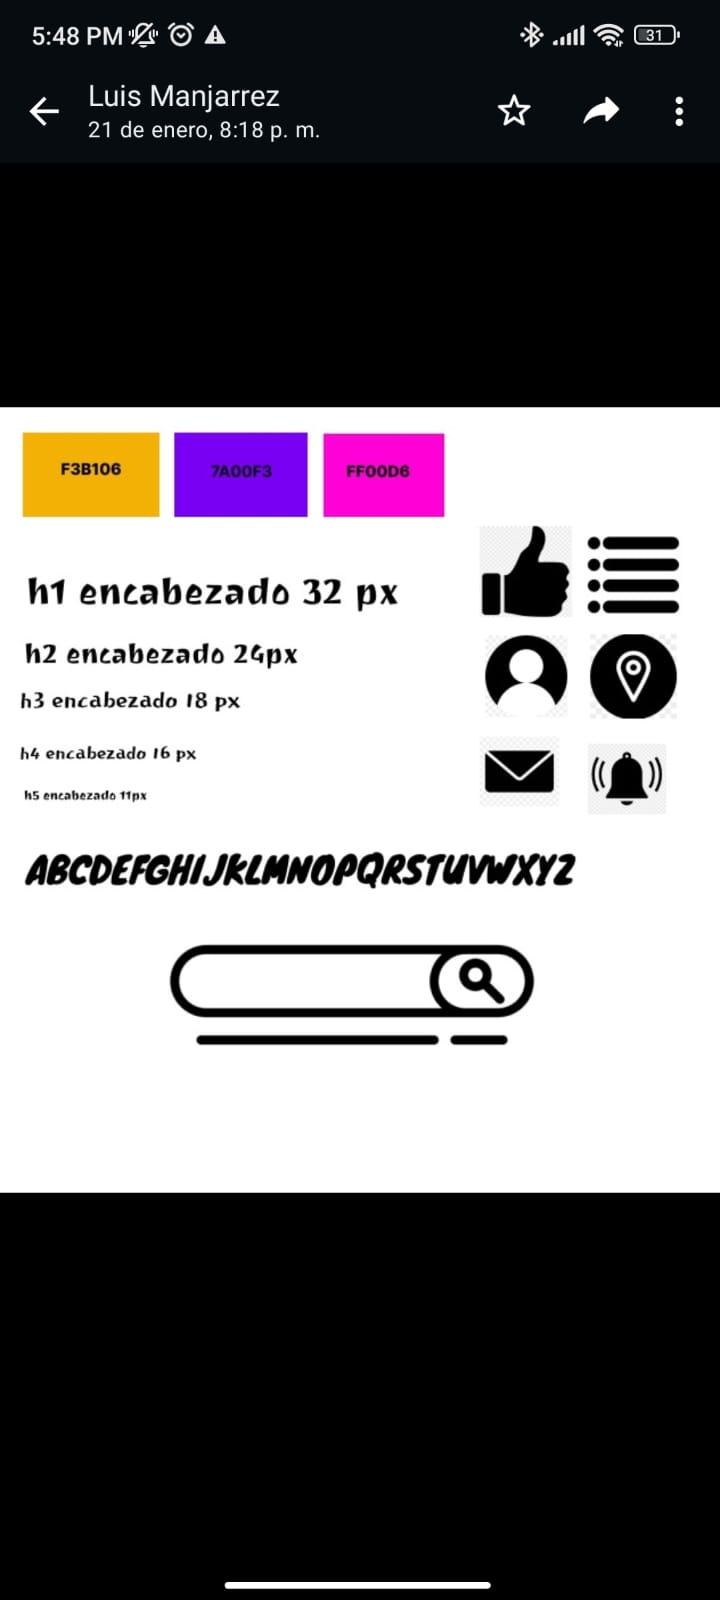 5:48 PM
31
Luis Manjarrez
21 de enero, 8:18 p. m.
F3B106 7A00F3 FF00D6
h1 encabezado 32 px
h2 encabezado 24px
h3 encabezado 18 px
h4 encabezado 16 px
h5 encabezado 11px
ABCDEFGHIJKLMNOPQRSTUVWXYZ